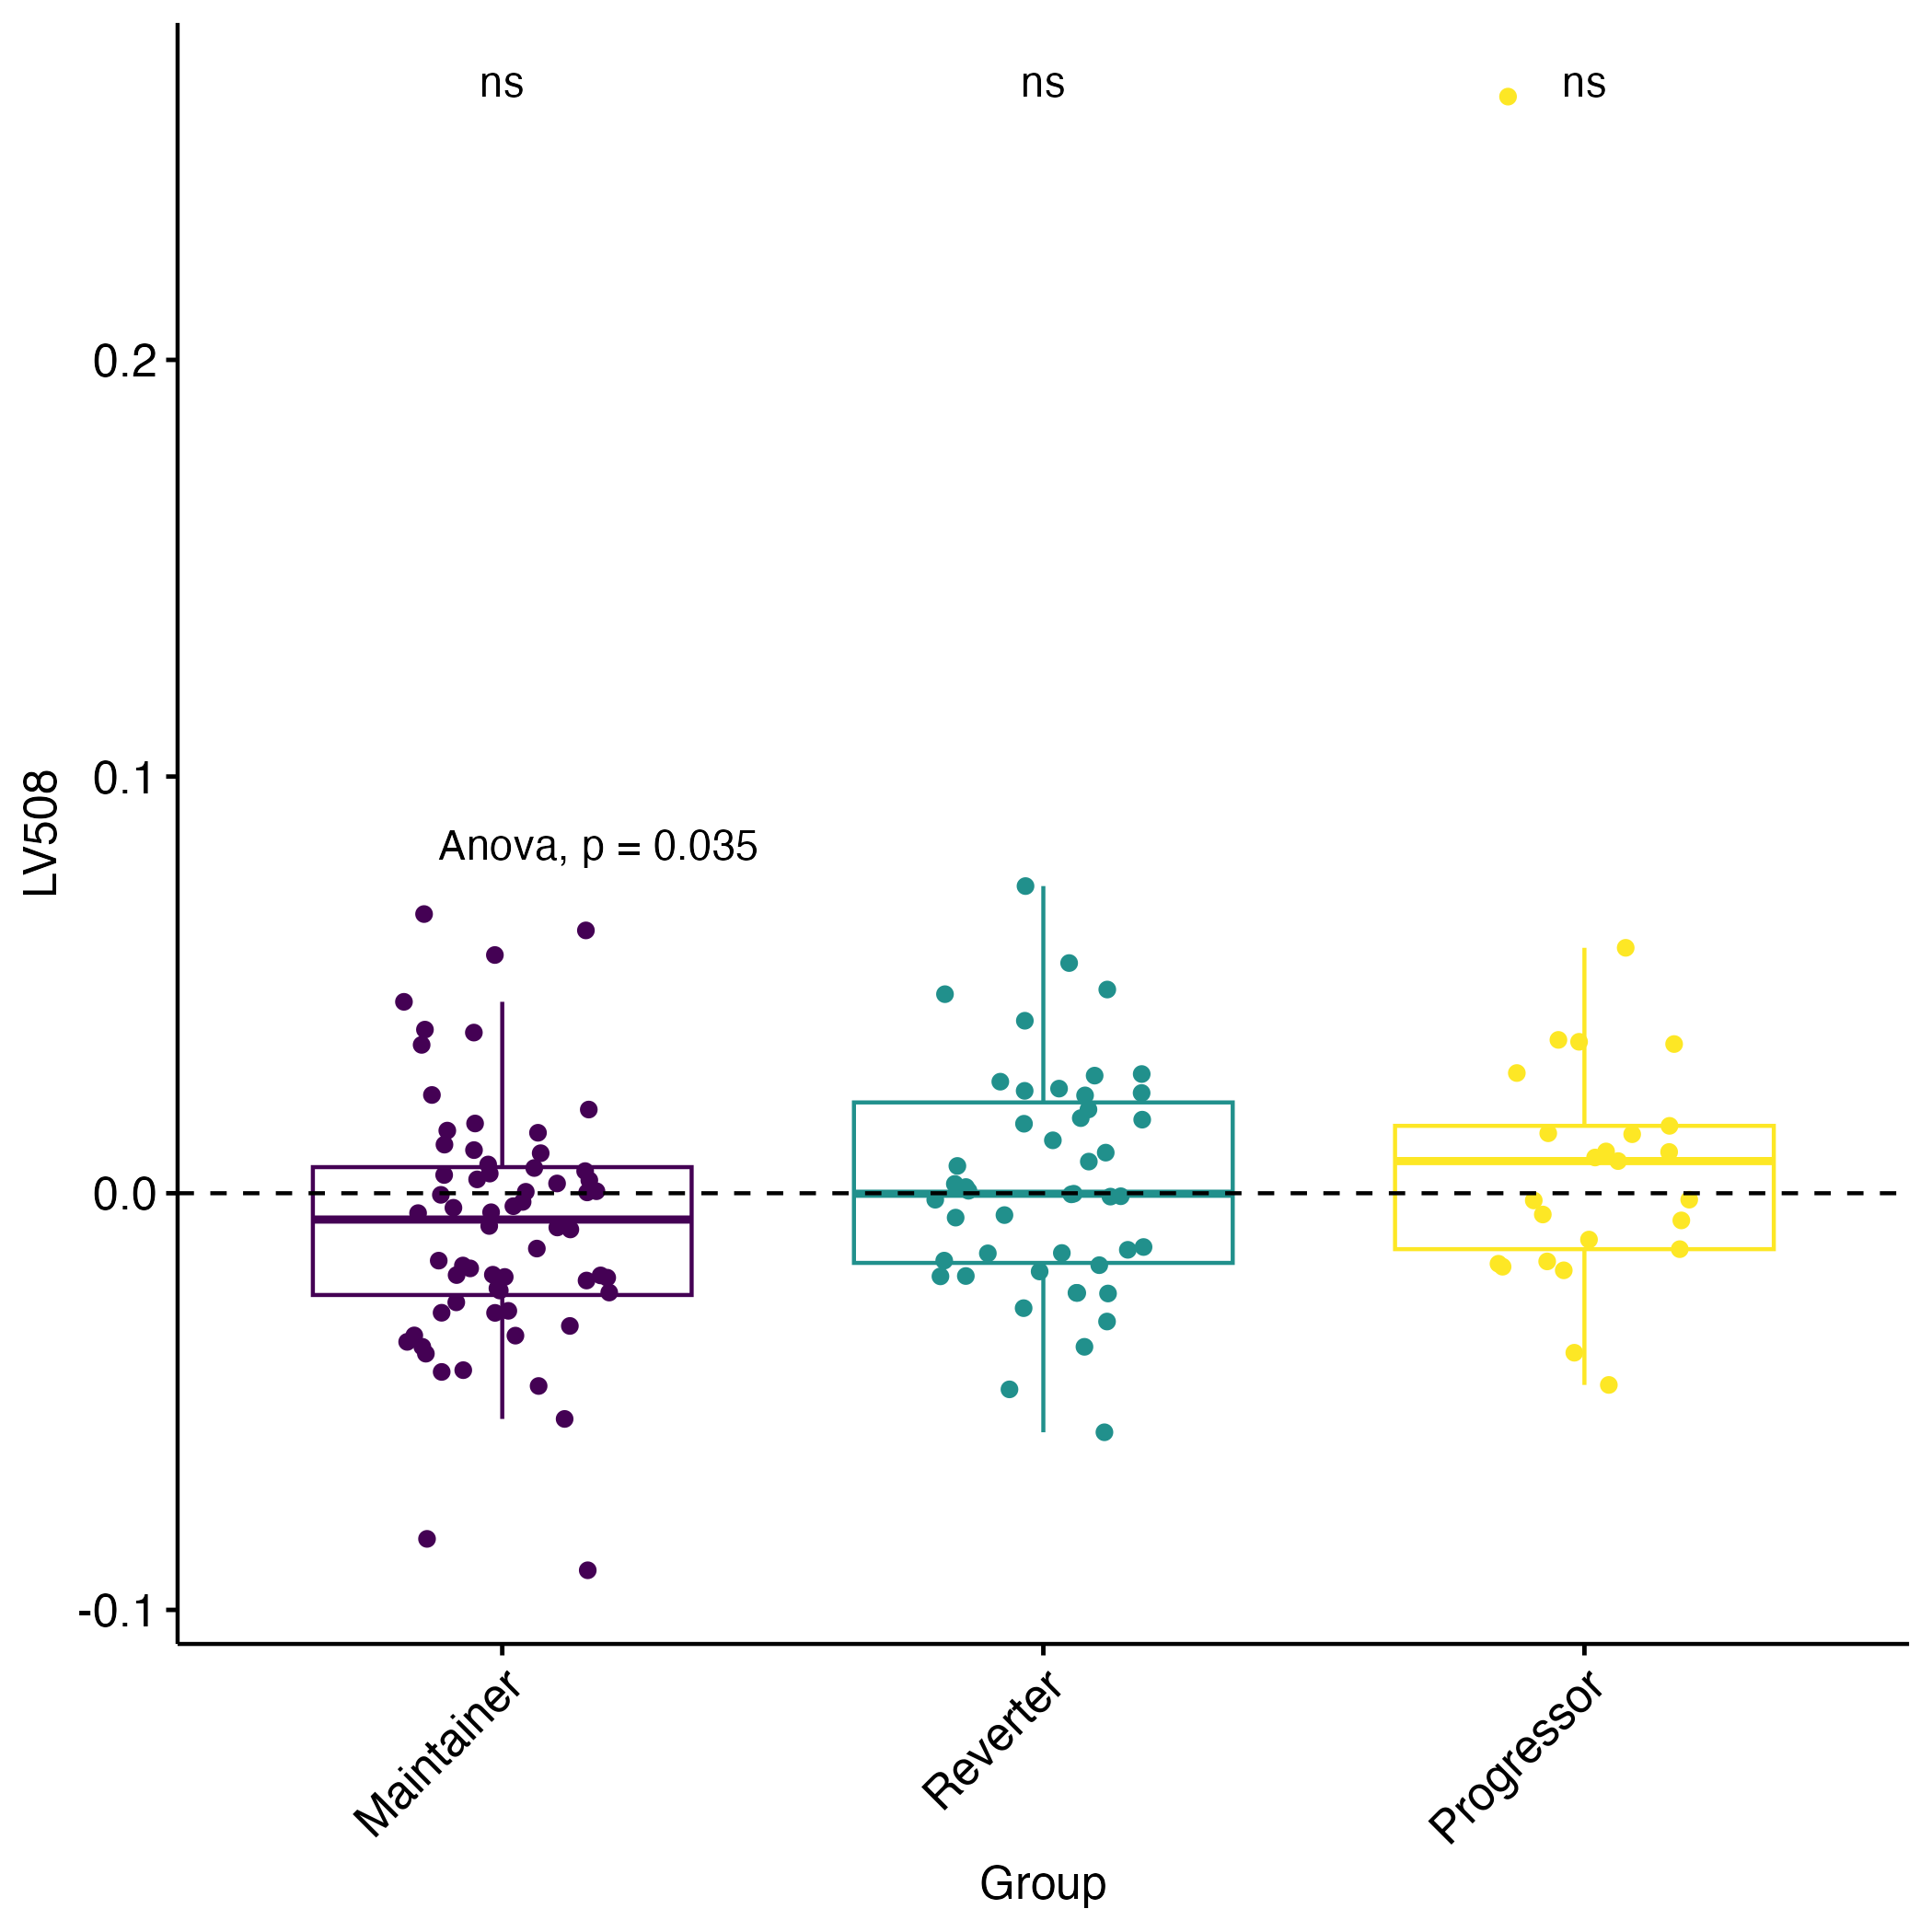 ns ns ns
0.2
0.1
Anova, p = 0.035
0.0
-0.1
LV508
Maintainer Reverter Progressor
Group